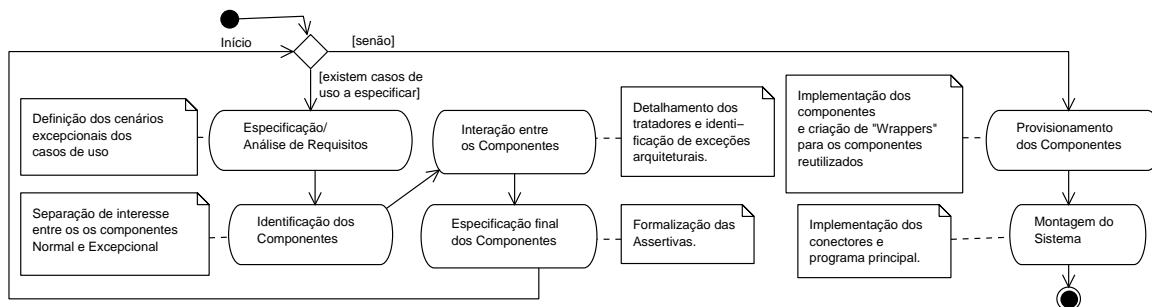 Início
[senão]
[existem casos de
uso a especificar]
Definição dos cenários
excepcionais dos
casos de uso
Especificação/
Análise de Requisitos
Interação entre
os Componentes
Detalhamento dos
tratadores e identi–
ficação de exceções
arquiteturais.
Implementação dos
componentes
e criação de "Wrappers"
para os componentes
reutilizados
Provisionamento
dos Componentes
Separação de interesse
entre os os componentes
Normal e Excepcional
Identificação dos
Componentes
Especificação final
dos Componentes
Formalização das
Assertivas.
Implementação dos
conectores e
programa principal.
Montagem do
Sistema